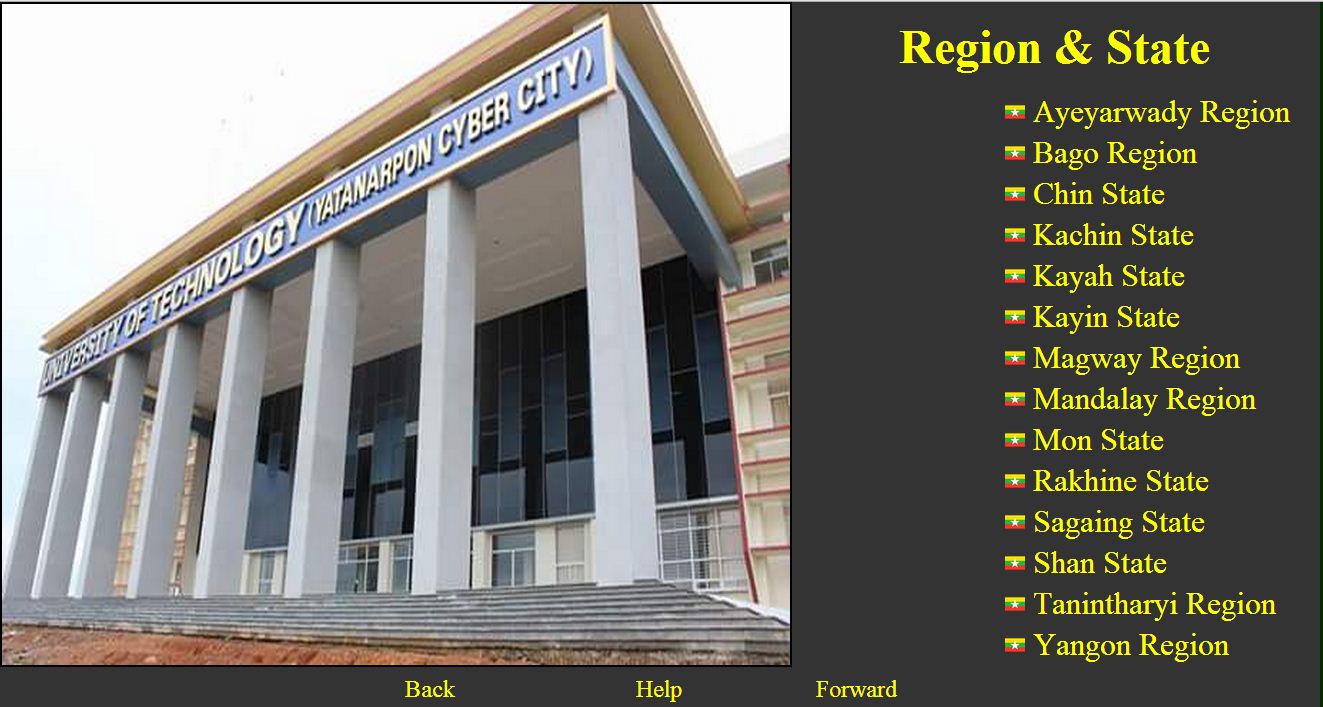 UNIVERSITY OF TECHNOLOGY (YATANARPON CYBER CITY)
Region & State
Ayeyarwady Region
Bago Region
Chin State
Kachin State
Kayah State
Kayin State
Magway Region
Mandalay Region
Mon State
Rakhine State
Sagaing State
Shan State
Tanintharyi Region
Yangon Region
Back Help Forward